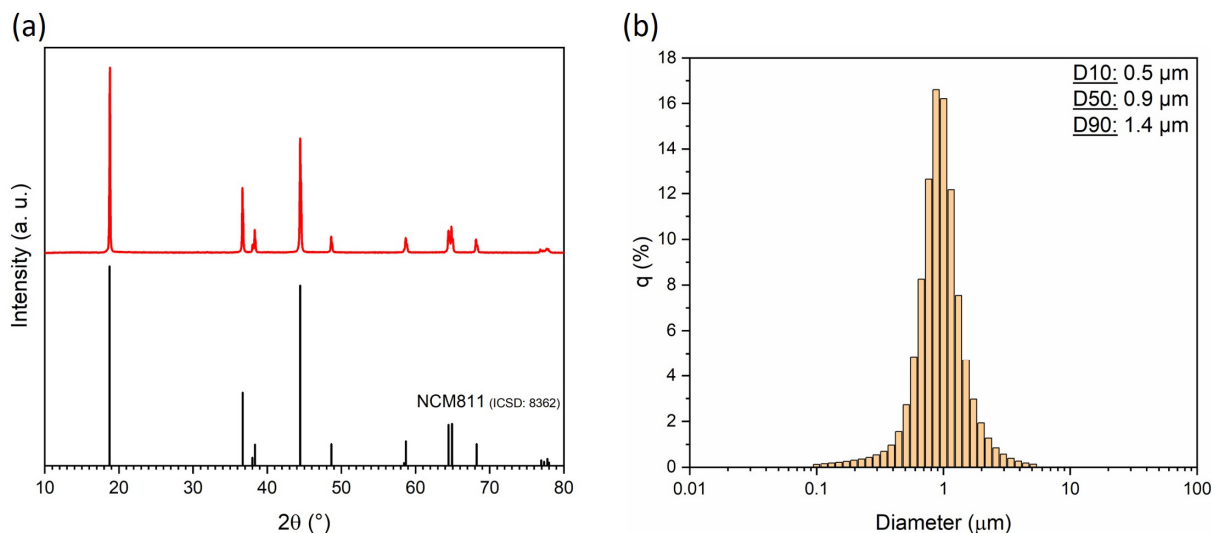 (a)
Intensity (a. u.)
NCM811 (ICSD: 8362)
10 20 30 40 50 60 70 80
2θ (°)
(b)
18
16
14
12
10
8
6
4
2
0
q (%)
D10: 0.5 µm
D50: 0.9 µm
D90: 1.4 µm
0.01 0.1 1 10 100
Diameter (µm)